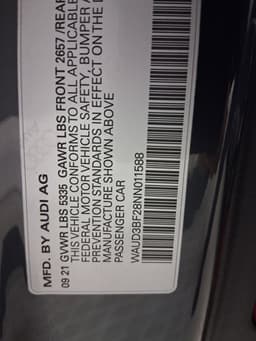 MFD. BY AUDI AG
09 21 GVWR LBS 5335 GAWR LBS FRONT 2657 /REAR
THIS VEHICLE CONFORMS TO ALL APPLICABLE
FEDERAL MOTOR VEHICLE SAFETY, BUMPER
PREVENTION STANDARDS IN EFFECT ON THE
MANUFACTURE SHOWN ABOVE
PASSENGER CAR
WAUD3BF28NN011588